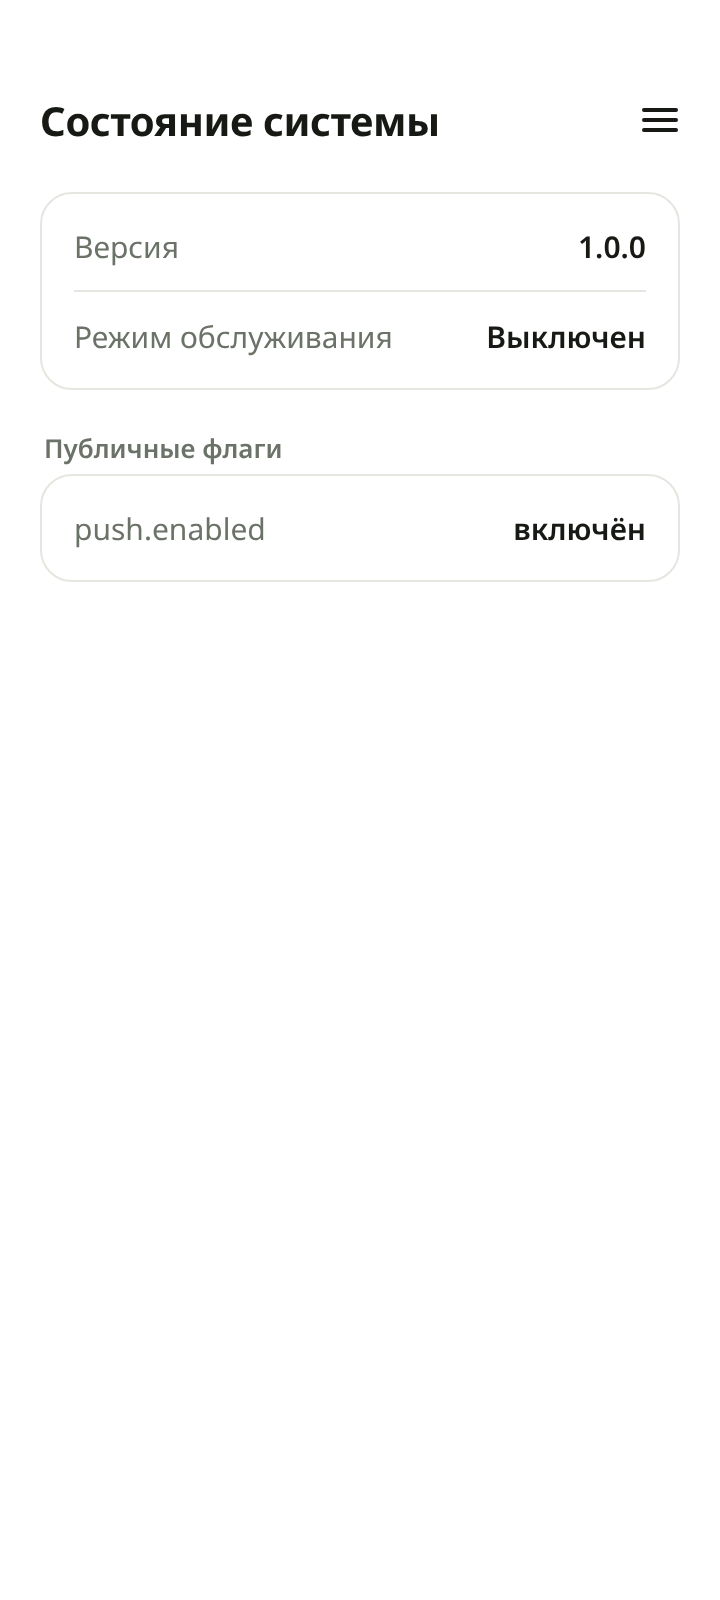 Состояние системы
Версия 1.0.0
Режим обслуживания Выключен
Публичные флаги
push.enabled включён